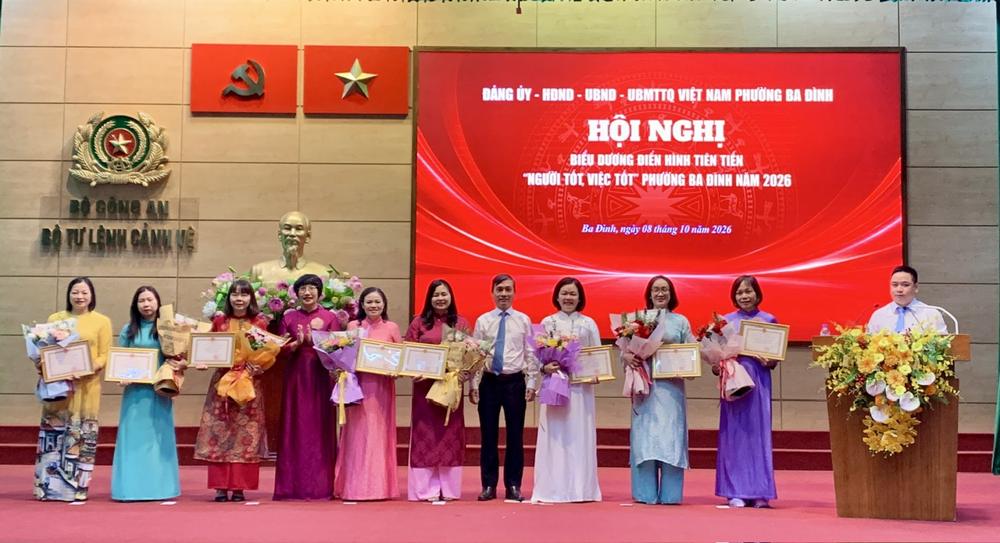 ĐẢNG ỦY - HĐND - UBND - UBMTTQ VIỆT NAM PHƯỜNG BA ĐÌNH
HỘI NGHỊ
BIỂU DƯƠNG ĐIỂN HÌNH TIÊN TIẾN
“NGƯỜI TỐT, VIỆC TỐT” PHƯỜNG BA ĐÌNH NĂM 2026
Ba Đình, ngày 08 tháng 10 năm 2026
BỘ CÔNG AN
BỘ TƯ LỆNH CẢNH VỆ